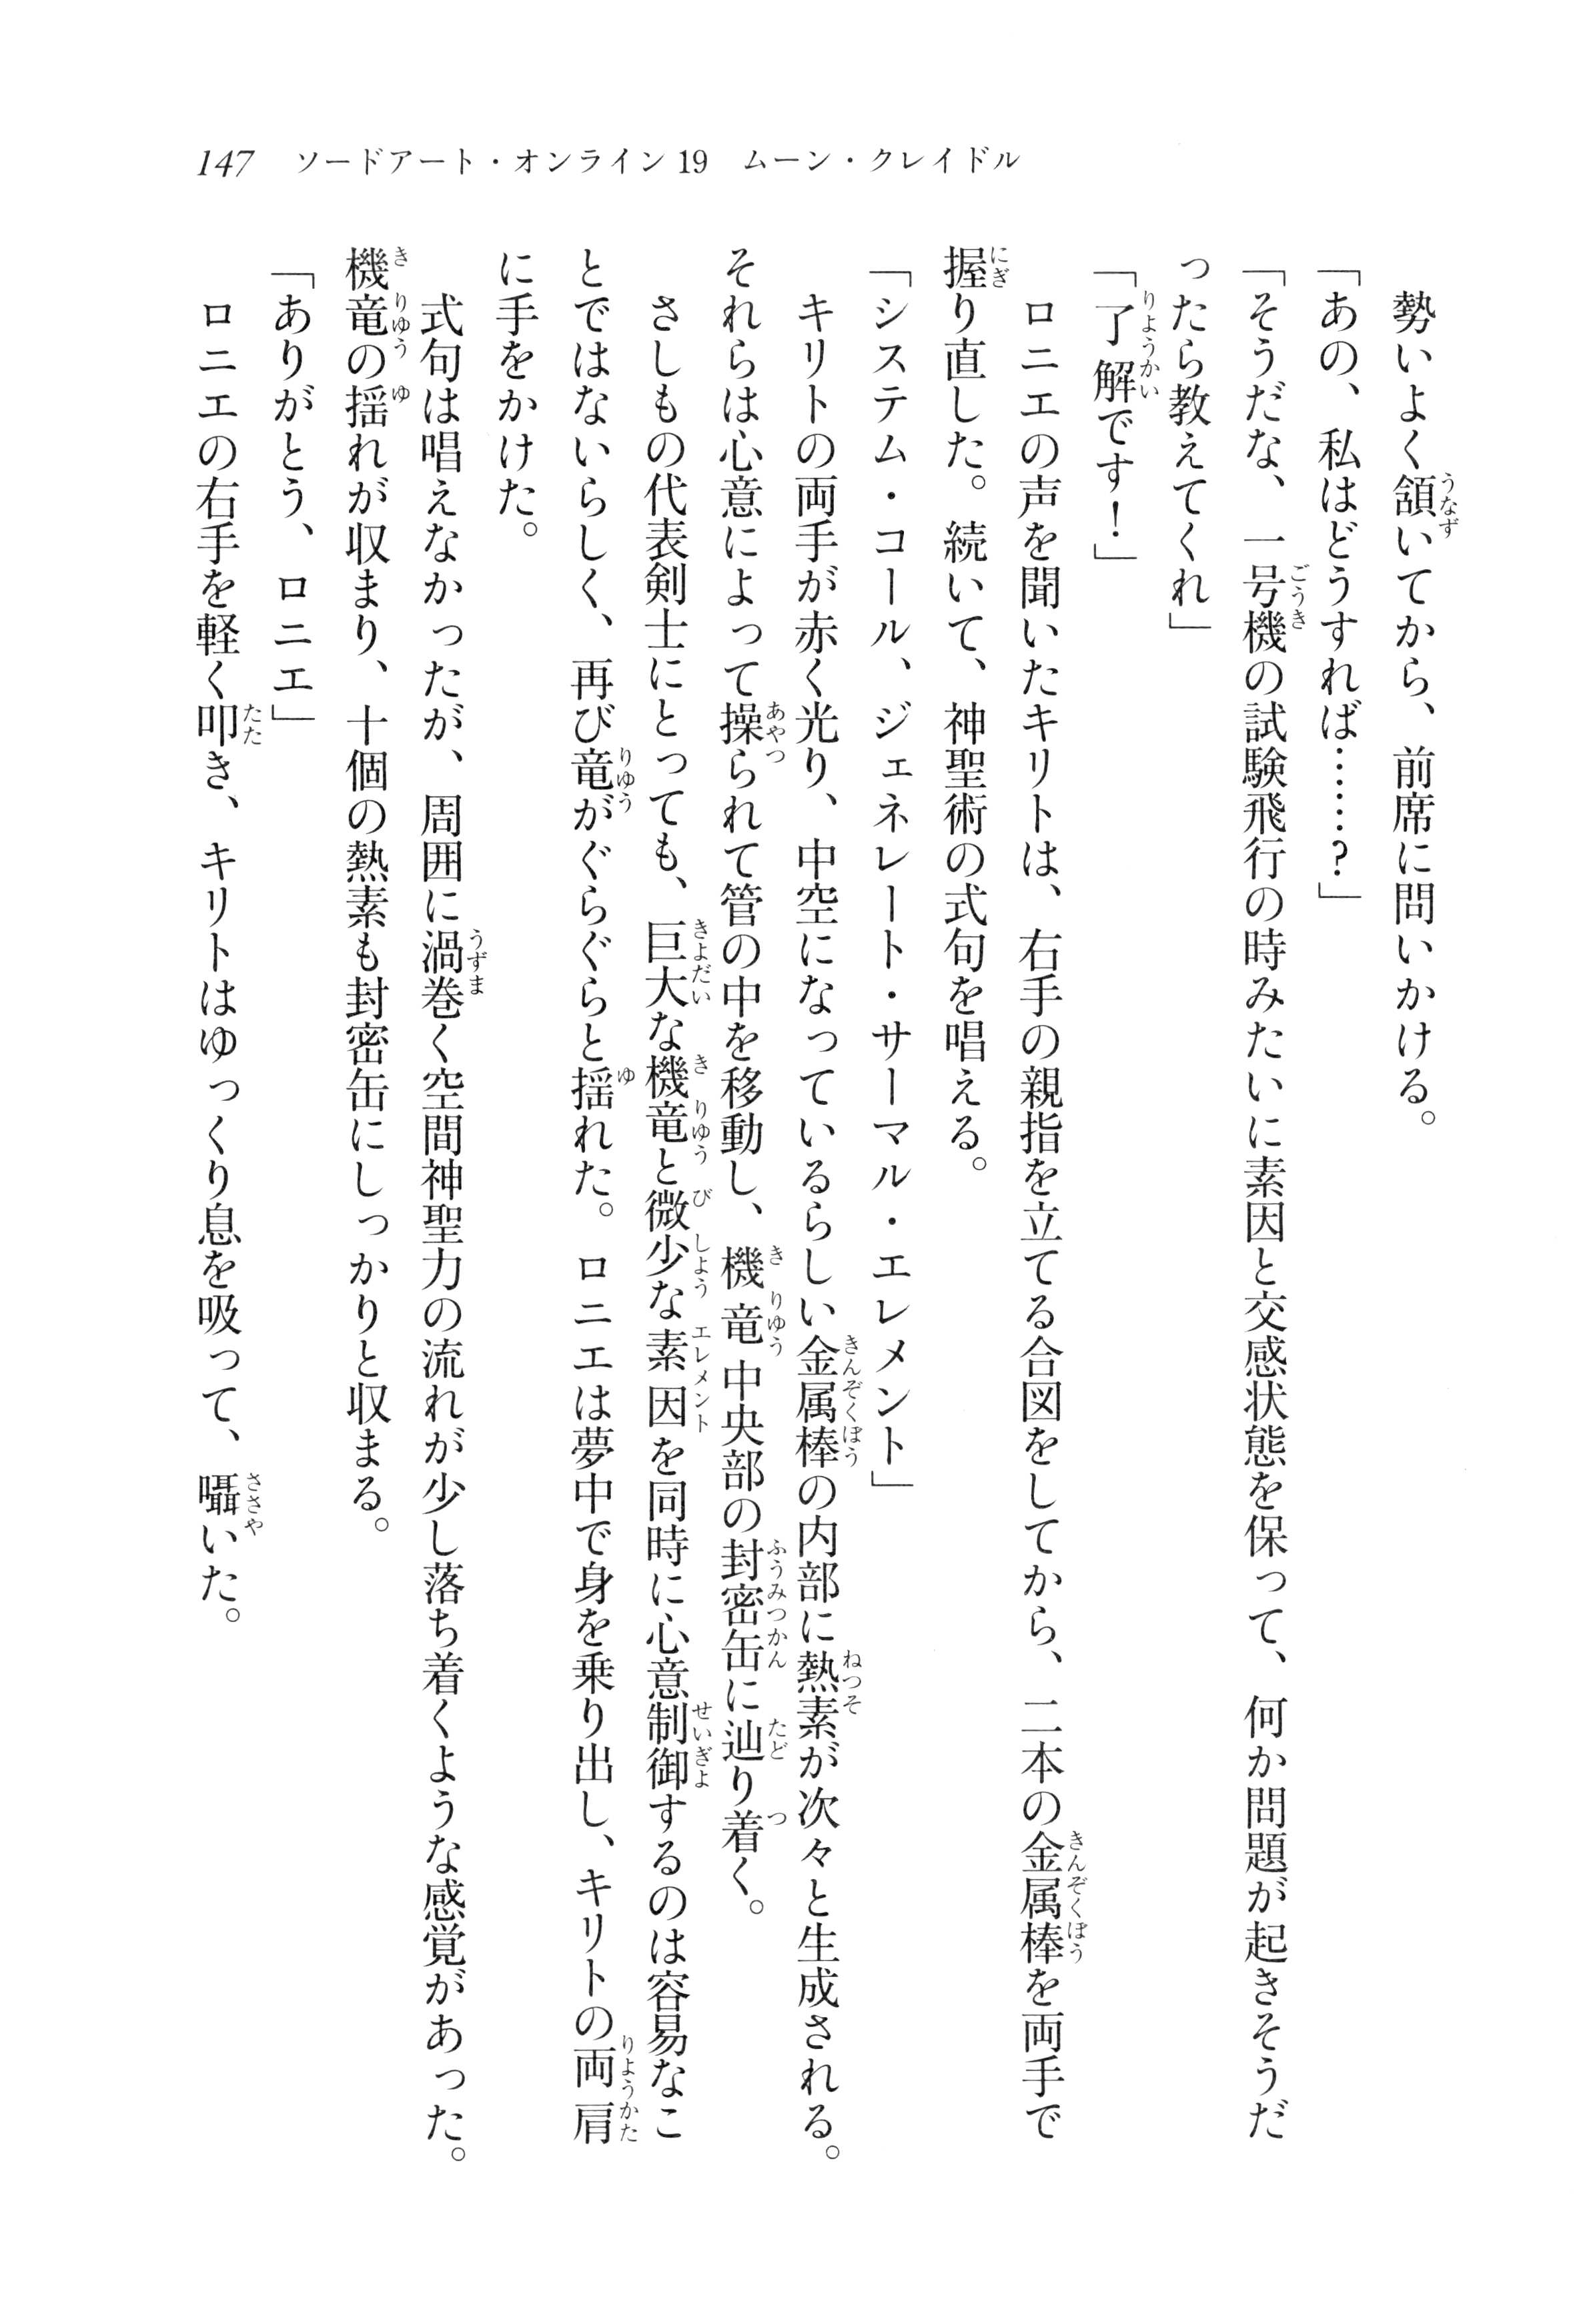 147　ソードアート・オンライン19　ムーン・クレイドル
　勢いよく頷いてから、前席に問いかける。
「あの、私はどうすれば……？」
「そうだな、一号機の試験飛行の時みたいに素因と交感状態を保って、何か問題が起きそうだ
ったら教えてくれ」
「了解です！」
　ロニエの声を聞いたキリトは、右手の親指を立てる合図をしてから、二本の金属棒を両手で
握り直した。続いて、神聖術の式句を唱える。
「システム・コール、ジェネレート・サーマル・エレメント」
　キリトの両手が赤く光り、中空になっているらしい金属棒の内部に熱素が次々と生成される。
それらは心意によって操られて管の中を移動し、機竜中央部の封密缶に辿り着く。
　さしもの代表剣士にとっても、巨大な機竜と微少な素因を同時に心意制御するのは容易なこ
とではないらしく、再び竜がぐらぐらと揺れた。ロニエは夢中で身を乗り出し、キリトの両肩
に手をかけた。
　式句は唱えなかったが、周囲に渦巻く空間神聖力の流れが少し落ち着くような感覚があった。
機竜の揺れが収まり、十個の熱素も封密缶にしっかりと収まる。
「ありがとう、ロニエ」
　ロニエの右手を軽く叩き、キリトはゆっくり息を吸って、囁いた。